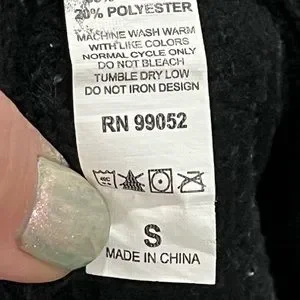 20% POLYESTER
MACHINE WASH WARM
WITH LIKE COLORS
NORMAL CYCLE ONLY
DO NOT BLEACH
TUMBLE DRY LOW
DO NOT IRON DESIGN
RN 99052
S
MADE IN CHINA